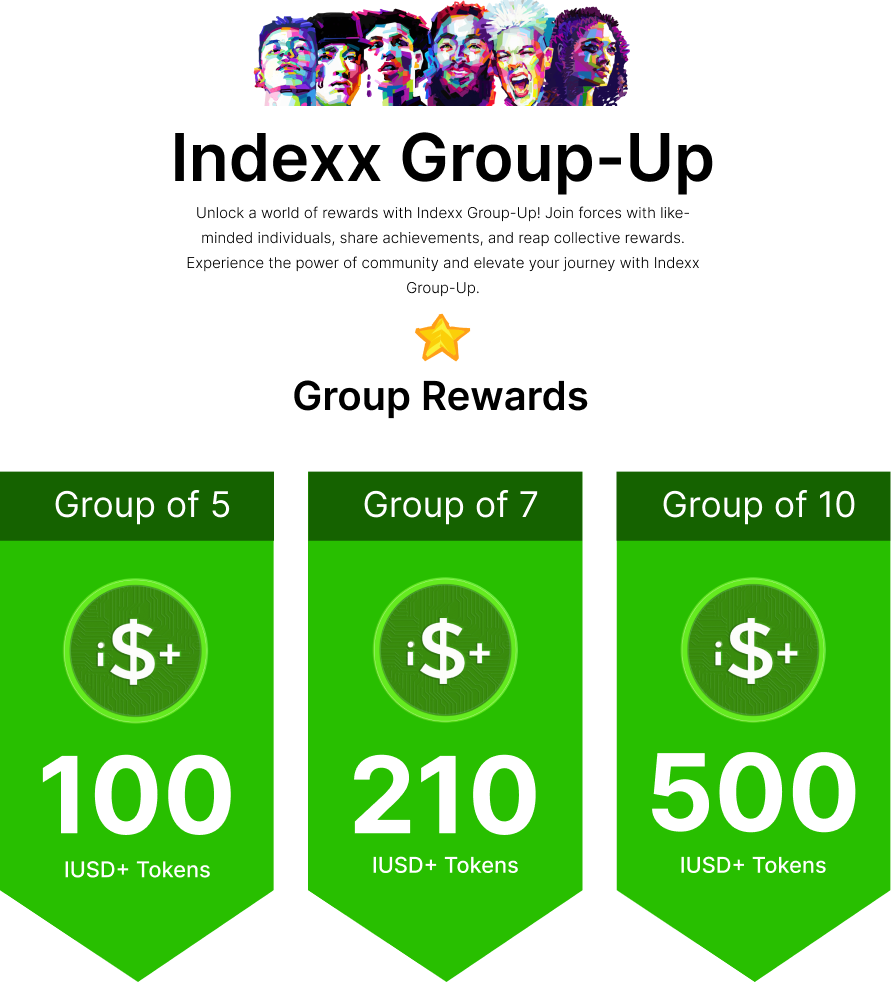 Indexx Group-Up
Unlock a world of rewards with Indexx Group-Up! Join forces with like-
minded individuals, share achievements, and reap collective rewards.
Experience the power of community and elevate your journey with Indexx
Group-Up.
Group Rewards
Group of 5
i$+
100
IUSD+ Tokens
Group of 7
i$+
210
IUSD+ Tokens
Group of 10
i$+
500
IUSD+ Tokens